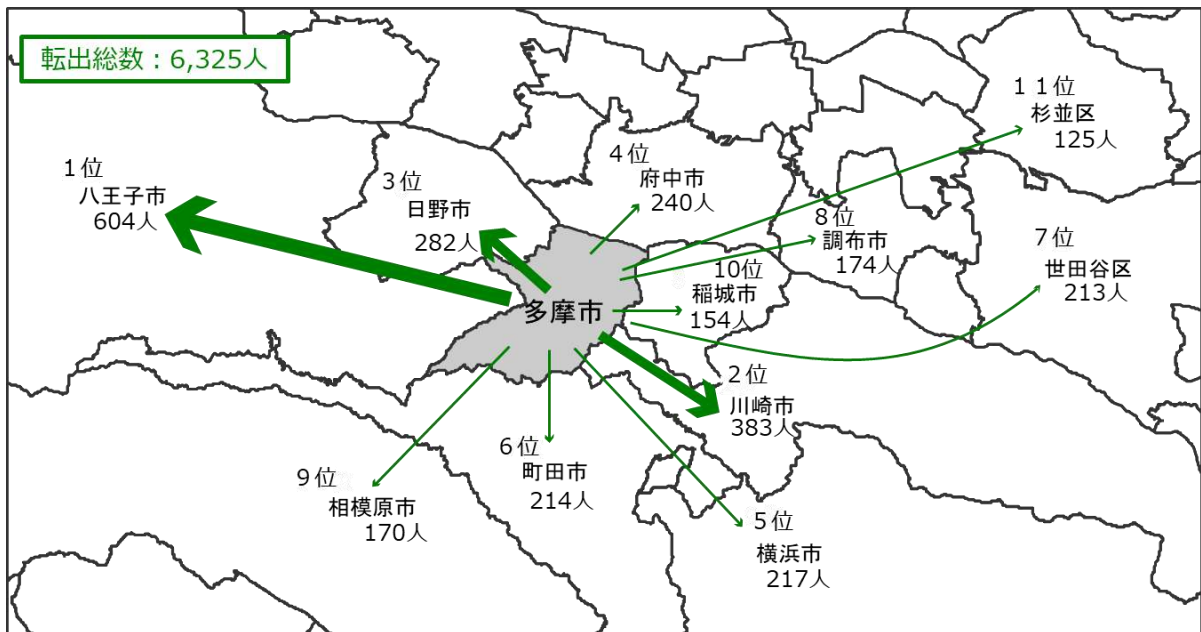 転出総数：6,325人
１１位
杉並区
125人
１位
八王子市
604人
３位
日野市
282人
４位
府中市
240人
８位
調布市
174人
７位
世田谷区
213人
10位
稲城市
154人
多摩市
２位
川崎市
383人
６位
町田市
214人
９位
相模原市
170人
５位
横浜市
217人